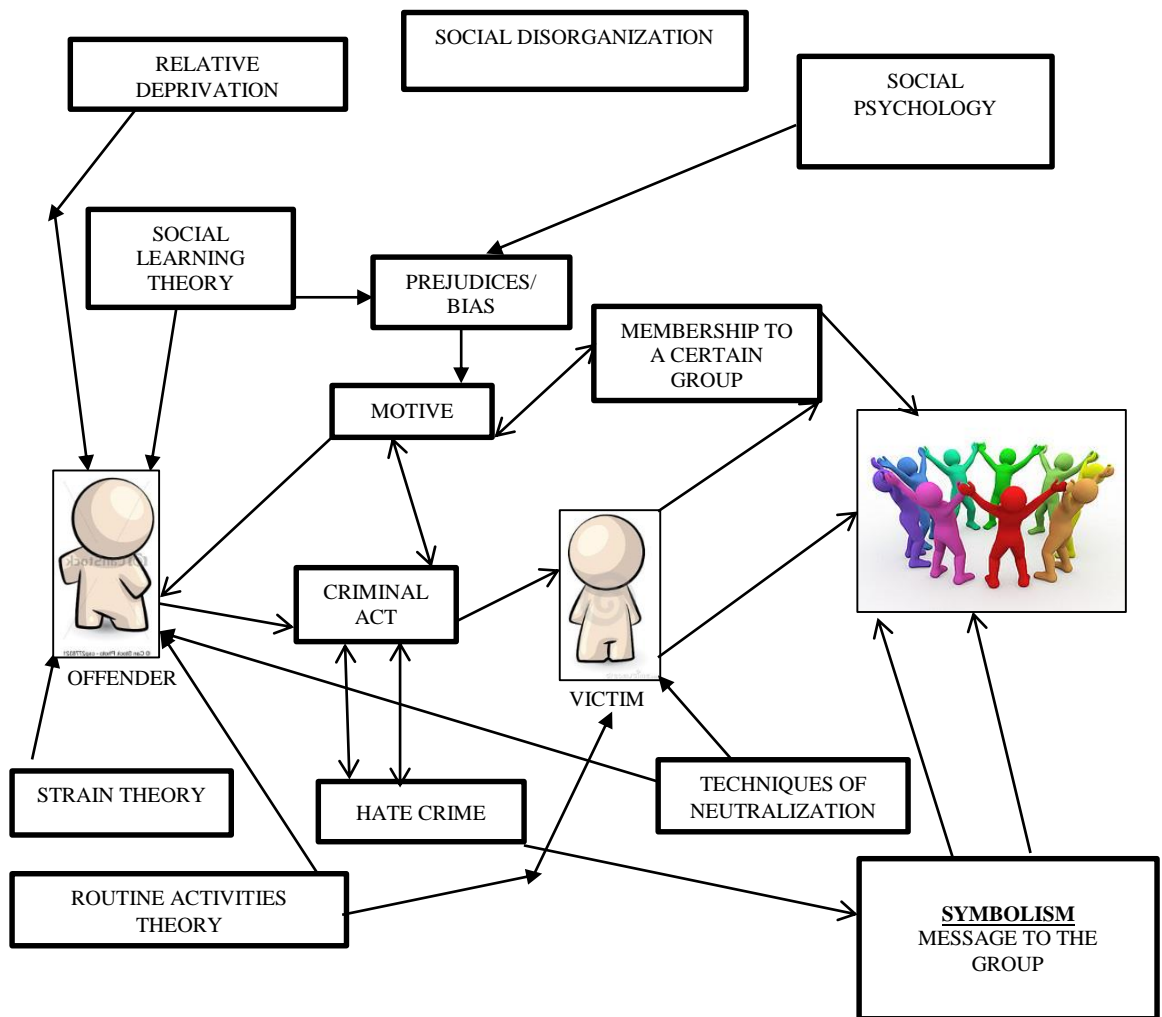 SOCIAL DISORGANIZATION
RELATIVE
DEPRIVATION
SOCIAL
PSYCHOLOGY
SOCIAL
LEARNING
THEORY
PREJUDICES/
BIAS
MEMBERSHIP TO
A CERTAIN
GROUP
MOTIVE
CRIMINAL
ACT
OFFENDER
VICTIM
STRAIN THEORY
HATE CRIME
TECHNIQUES OF
NEUTRALIZATION
ROUTINE ACTIVITIES
THEORY
SYMBOLISM
MESSAGE TO THE
GROUP